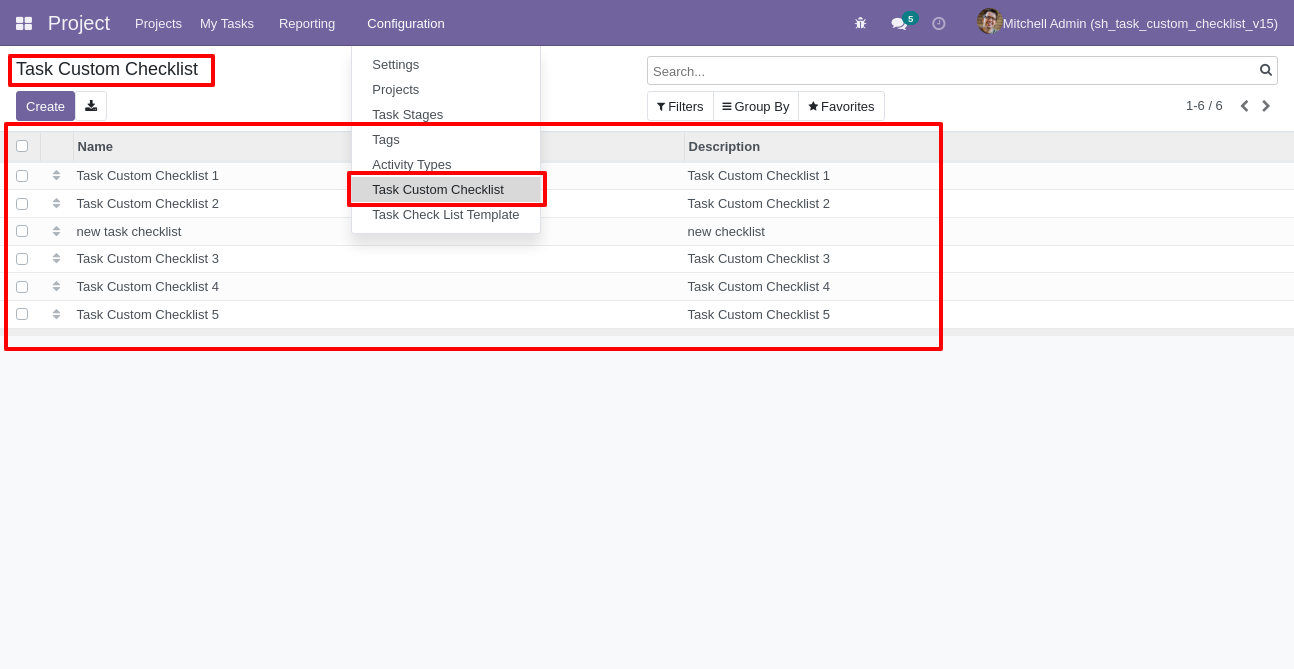 Project Projects My Tasks Reporting Configuration 5 Mitchell Admin (sh_task_custom_checklist_v15)
Task Custom Checklist
Search...
Create
Filters Group By Favorites 1-6 / 6
Settings
Projects
Task Stages
Tags
Activity Types
Task Custom Checklist
Task Check List Template
Name Description
Task Custom Checklist 1 Task Custom Checklist 1
Task Custom Checklist 2 Task Custom Checklist 2
new task checklist new checklist
Task Custom Checklist 3 Task Custom Checklist 3
Task Custom Checklist 4 Task Custom Checklist 4
Task Custom Checklist 5 Task Custom Checklist 5